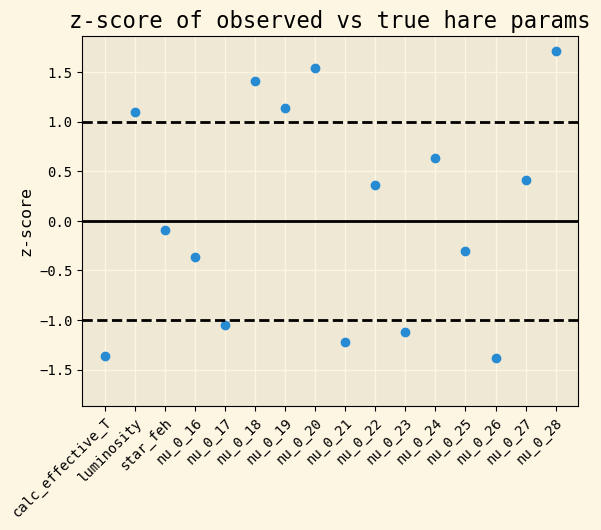 z-score of observed vs true hare params
z-score
1.5
1.0
0.5
0.0
−0.5
−1.0
−1.5
calc_effective_T
luminosity
star_feh
nu_0_16
nu_0_17
nu_0_18
nu_0_19
nu_0_20
nu_0_21
nu_0_22
nu_0_23
nu_0_24
nu_0_25
nu_0_26
nu_0_27
nu_0_28